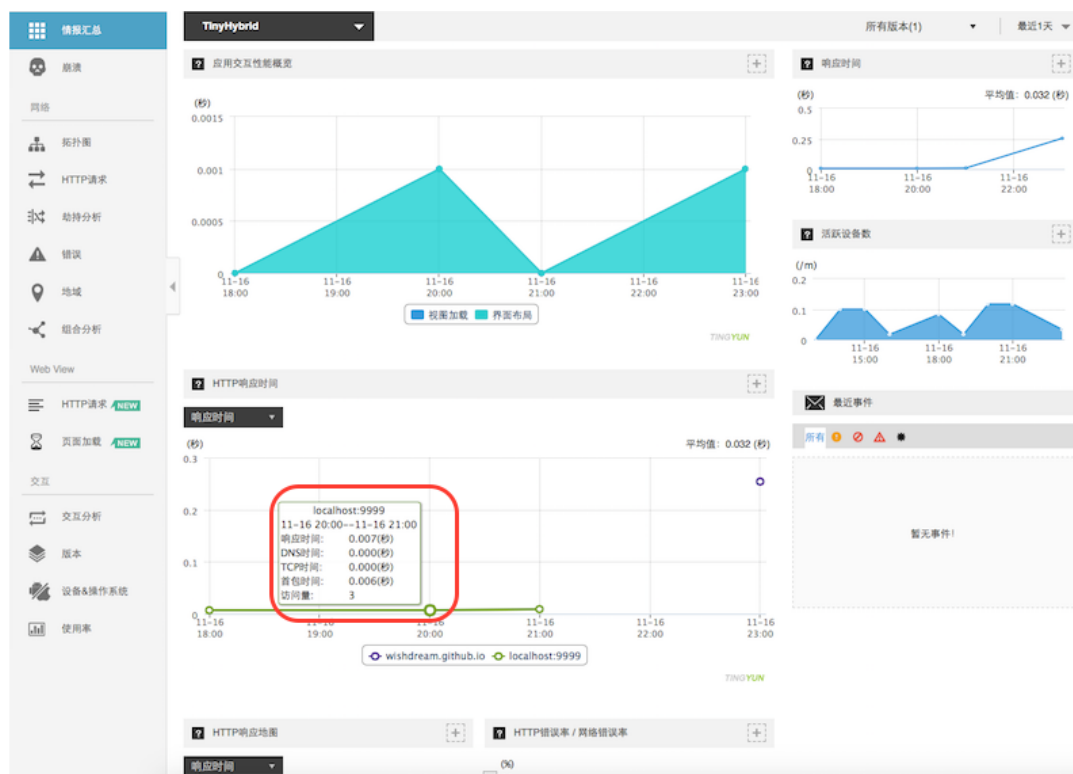 情报汇总
崩溃
网络
拓扑图
HTTP请求
劫持分析
错误
地域
组合分析
Web View
HTTP请求 NEW
页面加载 NEW
交互
交互分析
版本
设备&操作系统
使用率
TinyHybrid
所有版本(1)
最近1天
应用交互性能概览
(秒)
0.0015
0.001
0.0005
0
11-16 11-16 11-16 11-16 11-16 11-16
18:00 19:00 20:00 21:00 22:00 23:00
视图加载 界面布局
TINGYUN
HTTP响应时间
响应时间
(秒)
平均值: 0.032 (秒)
0.3
0.2
0.1
0
localhost:9999
11-16 20:00--11-16 21:00
响应时间: 0.007(秒)
DNS时间: 0.000(秒)
TCP时间: 0.000(秒)
首包时间: 0.006(秒)
访问量: 3
11-16 11-16 11-16 11-16 11-16 11-16
18:00 19:00 20:00 21:00 22:00 23:00
wishdream.github.io localhost:9999
TINGYUN
HTTP响应地图
响应时间
HTTP错误率 / 网络错误率
(%)
响应时间
(秒)
平均值: 0.032 (秒)
0.5
0.25
0
11-16 11-16 11-16
18:00 20:00 22:00
活跃设备数
(/m)
0.2
0.1
0
11-16 11-16 11-16
15:00 18:00 21:00
最近事件
所有
暂无事件!